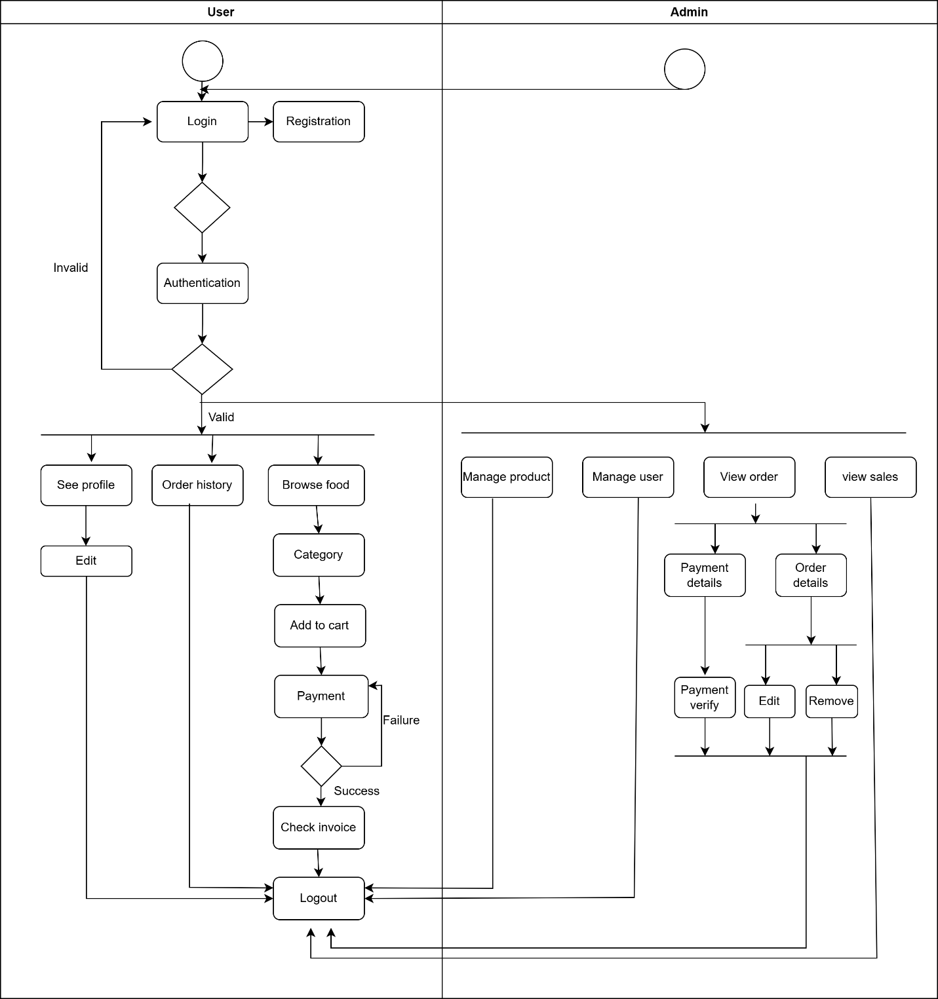 User
Admin
Login
Registration
Invalid
Authentication
Valid
See profile
Order history
Browse food
Manage product
Manage user
View order
view sales
Edit
Category
Payment
details
Order
details
Add to cart
Payment
Failure
Payment
verify
Edit
Remove
Success
Check invoice
Logout